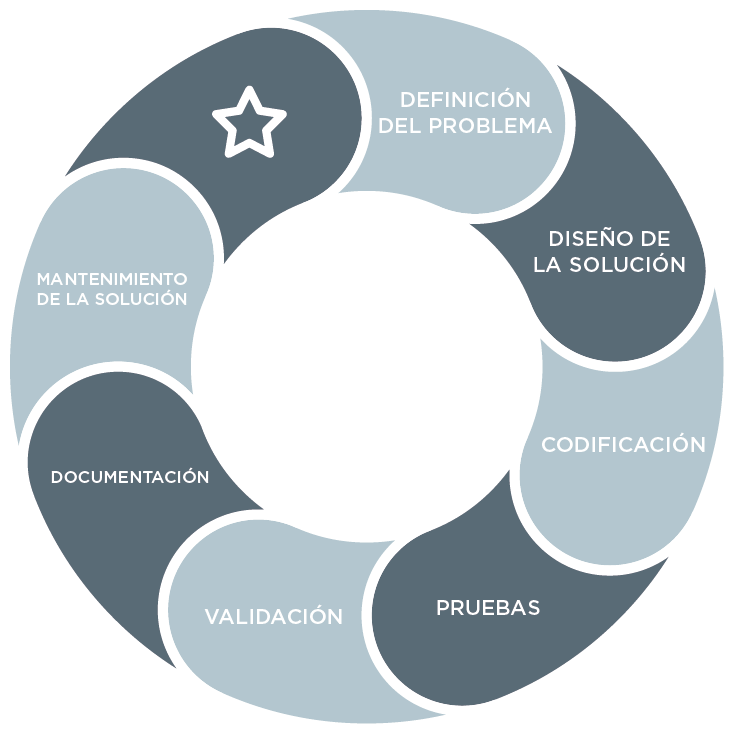 DEFINICIÓN
DEL PROBLEMA
DISEÑO DE
LA SOLUCIÓN
CODIFICACIÓN
PRUEBAS
VALIDACIÓN
DOCUMENTACIÓN
MANTENIMIENTO
DE LA SOLUCIÓN